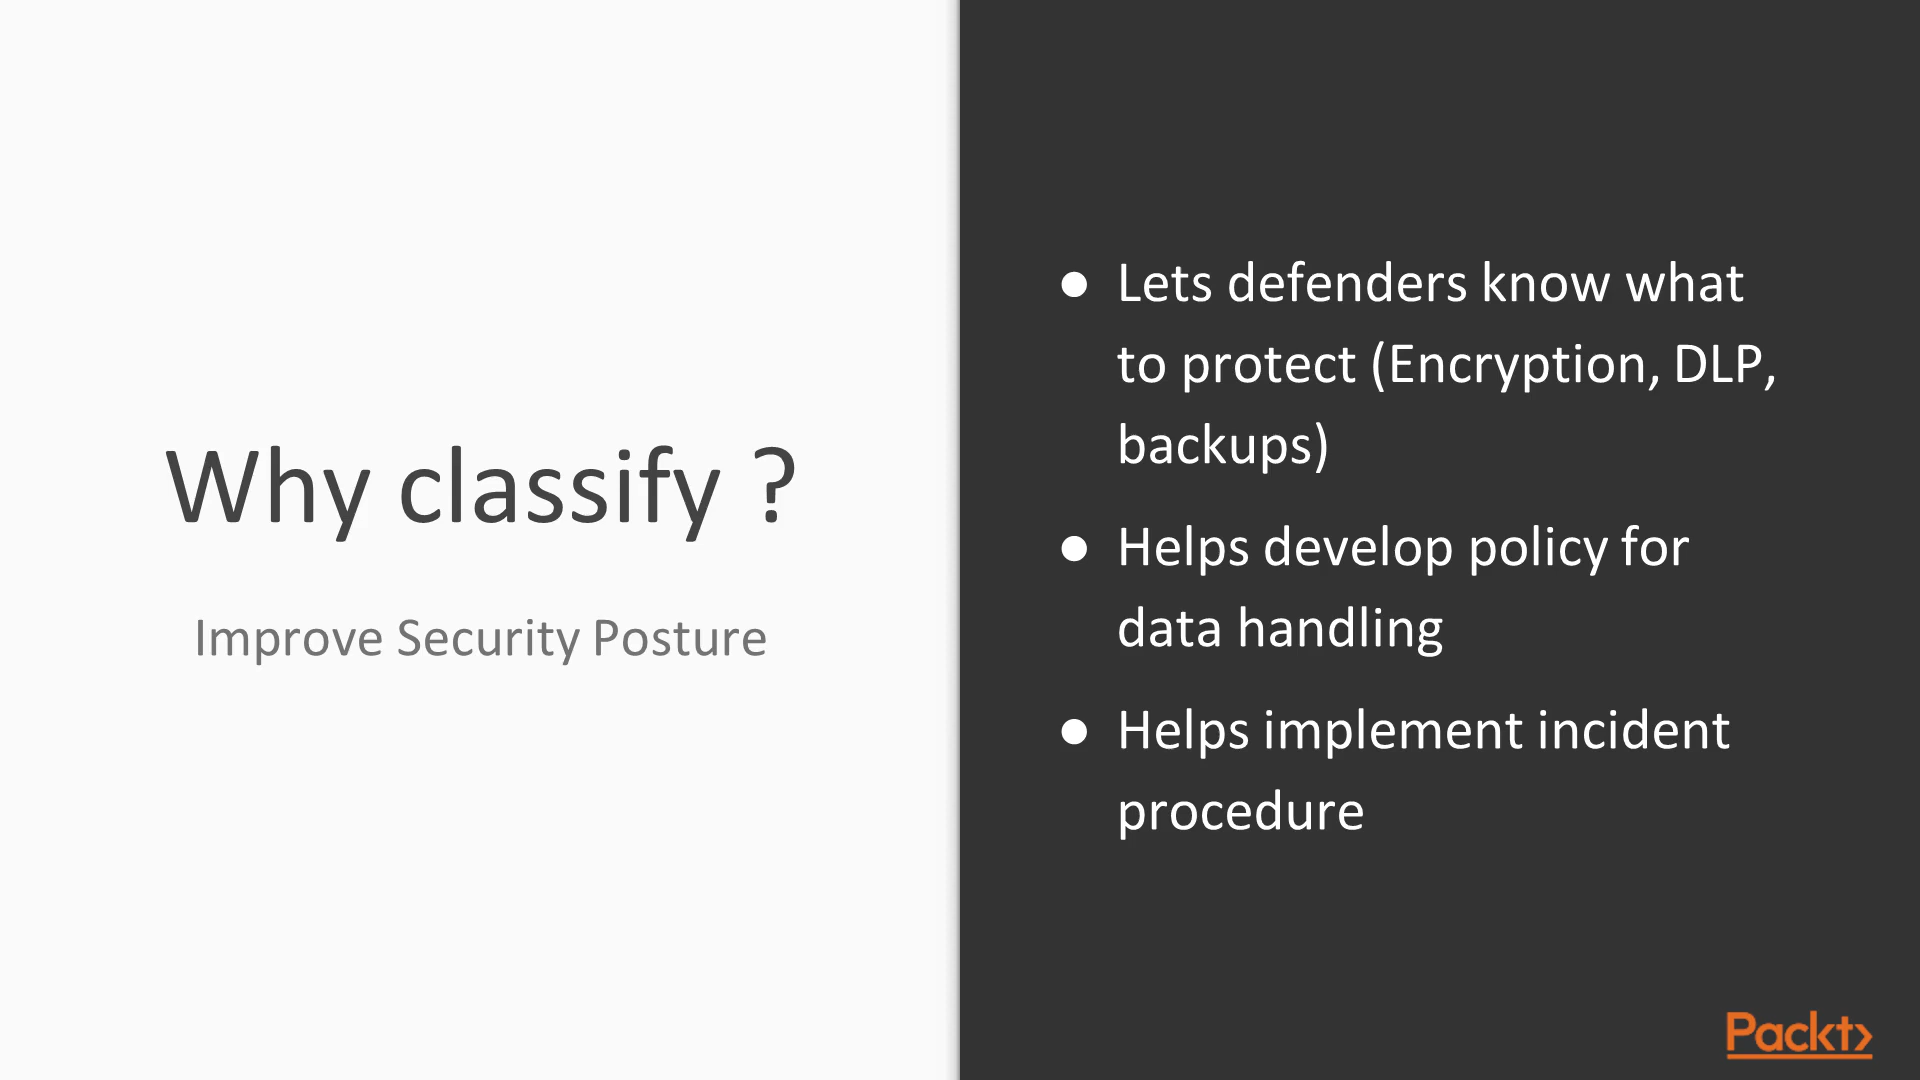 Why classify ?
Improve Security Posture
● Lets defenders know what
to protect (Encryption, DLP,
backups)
● Helps develop policy for
data handling
● Helps implement incident
procedure
Packt>